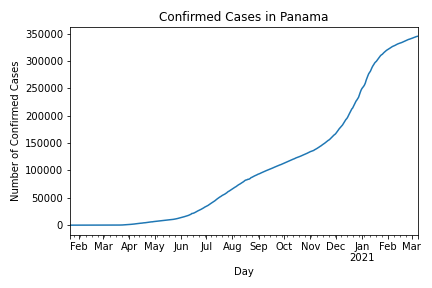 Confirmed Cases in Panama
Number of Confirmed Cases
350000
300000
250000
200000
150000
100000
50000
0
Feb Mar Apr May Jun Jul Aug Sep Oct Nov Dec Jan Feb Mar
2021
Day